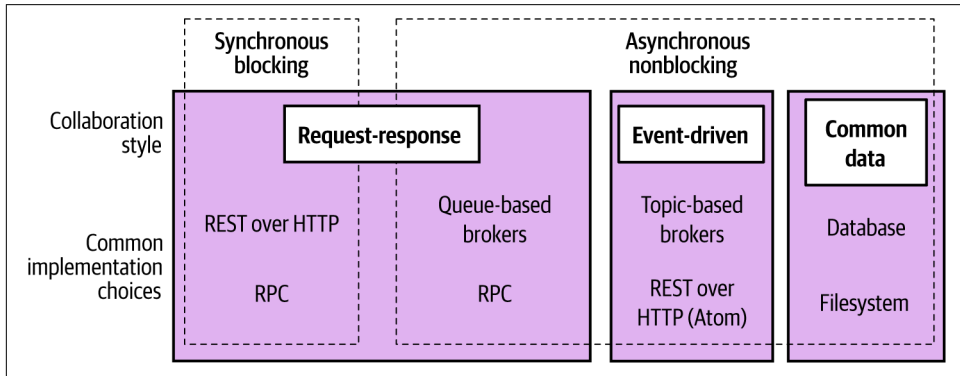 Synchronous
blocking
Asynchronous
nonblocking
Collaboration
style
Request-response
Event-driven
Common
data
Common
implementation
choices
REST over HTTP
RPC
Queue-based
brokers
RPC
Topic-based
brokers
REST over
HTTP (Atom)
Database
Filesystem